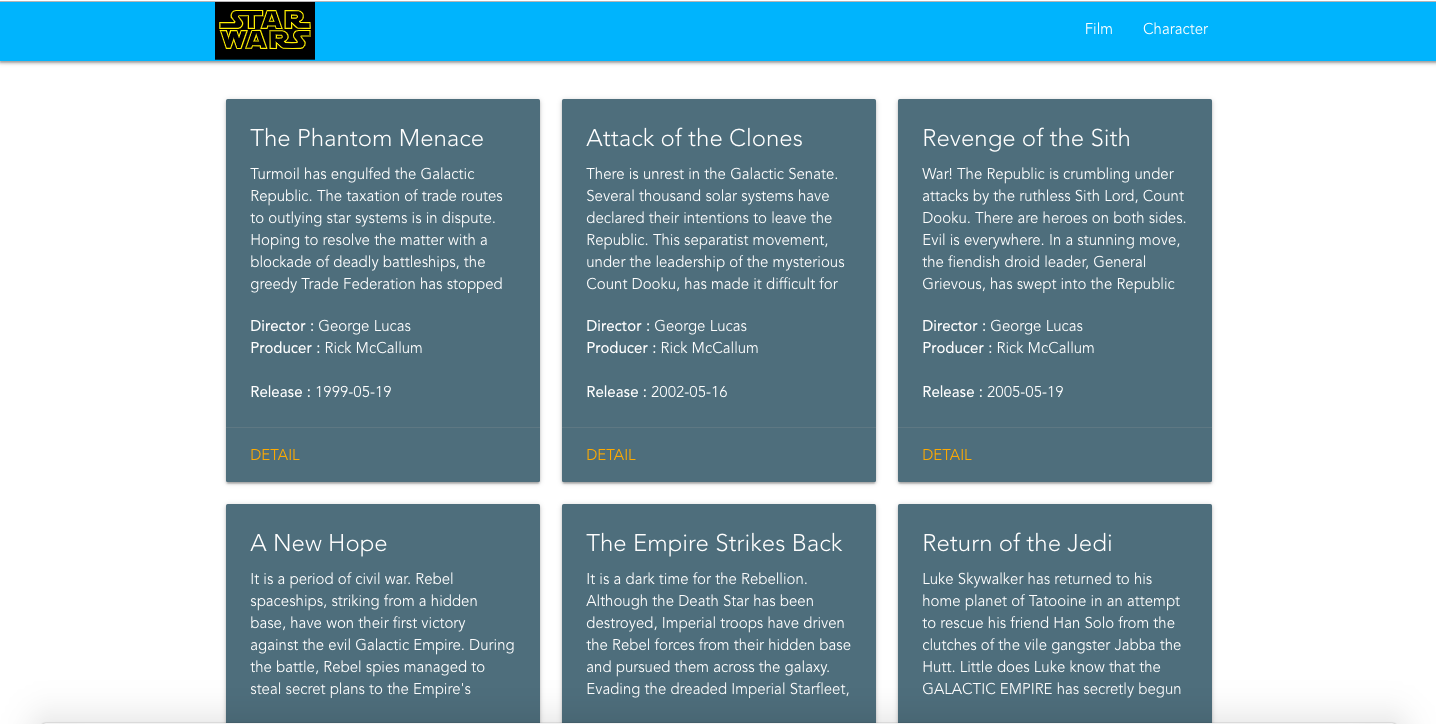 STAR
WARS
Film
Character
The Phantom Menace
Turmoil has engulfed the Galactic
Republic. The taxation of trade routes
to outlying star systems is in dispute.
Hoping to resolve the matter with a
blockade of deadly battleships, the
greedy Trade Federation has stopped
Director : George Lucas
Producer : Rick McCallum
Release : 1999-05-19
DETAIL
Attack of the Clones
There is unrest in the Galactic Senate.
Several thousand solar systems have
declared their intentions to leave the
Republic. This separatist movement,
under the leadership of the mysterious
Count Dooku, has made it difficult for
Director : George Lucas
Producer : Rick McCallum
Release : 2002-05-16
DETAIL
Revenge of the Sith
War! The Republic is crumbling under
attacks by the ruthless Sith Lord, Count
Dooku. There are heroes on both sides.
Evil is everywhere. In a stunning move,
the fiendish droid leader, General
Grievous, has swept into the Republic
Director : George Lucas
Producer : Rick McCallum
Release : 2005-05-19
DETAIL
A New Hope
It is a period of civil war. Rebel
spaceships, striking from a hidden
base, have won their first victory
against the evil Galactic Empire. During
the battle, Rebel spies managed to
steal secret plans to the Empire's
The Empire Strikes Back
It is a dark time for the Rebellion.
Although the Death Star has been
destroyed, Imperial troops have driven
the Rebel forces from their hidden base
and pursued them across the galaxy.
Evading the dreaded Imperial Starfleet,
Return of the Jedi
Luke Skywalker has returned to his
home planet of Tatooine in an attempt
to rescue his friend Han Solo from the
clutches of the vile gangster Jabba the
Hutt. Little does Luke know that the
GALACTIC EMPIRE has secretly begun